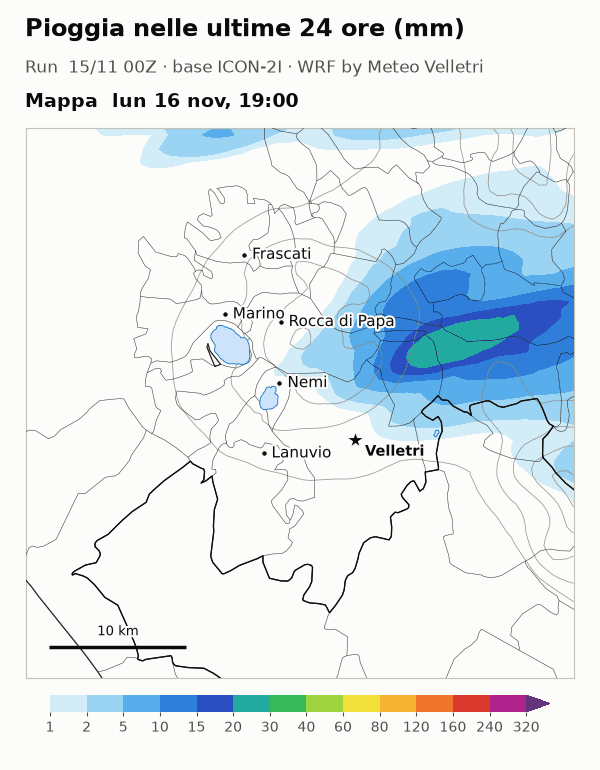 Pioggia nelle ultime 24 ore (mm)
Run  15/11 00Z · base ICON-2I · WRF by Meteo Velletri
Mappa  lun 16 nov, 19:00
Frascati
Marino
Rocca di Papa
Nemi
Velletri
Lanuvio
10 km
1 2 5 10 15 20 30 40 60 80 120 160 240 320